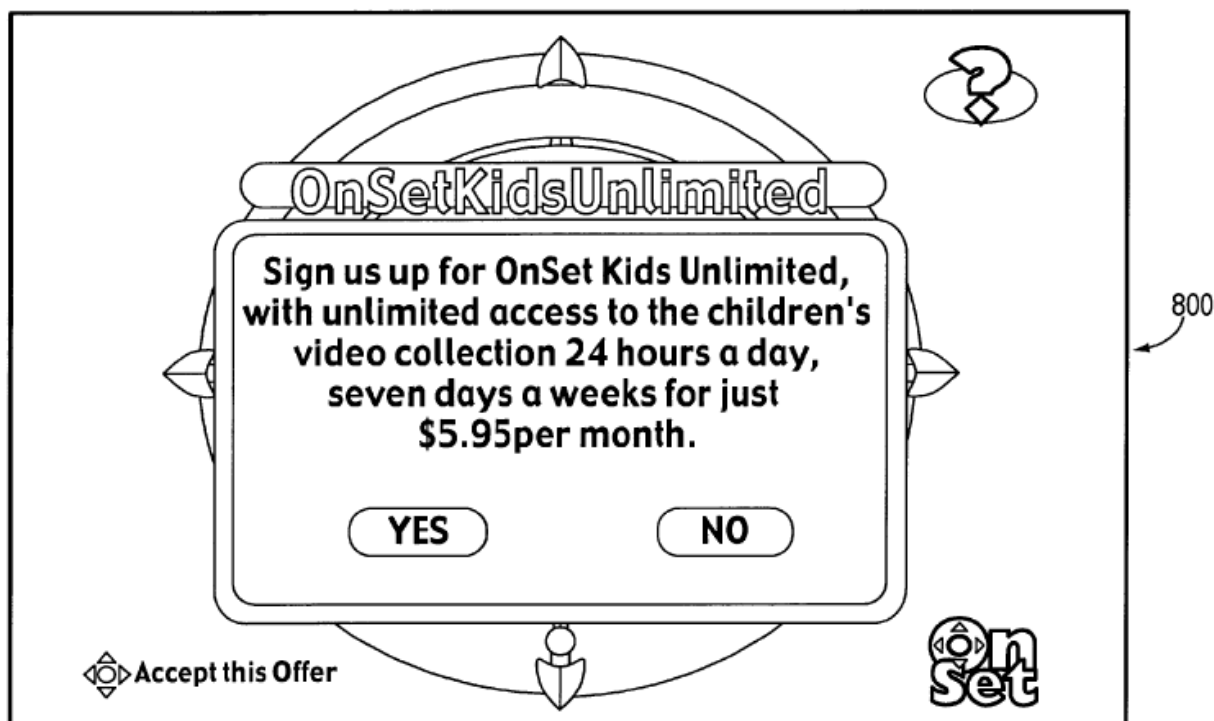 ?
OnSetKidsUnlimited
Sign us up for OnSet Kids Unlimited,
with unlimited access to the children's
video collection 24 hours a day,
seven days a weeks for just
$5.95per month.
YES NO
800
Accept this Offer
On
Set